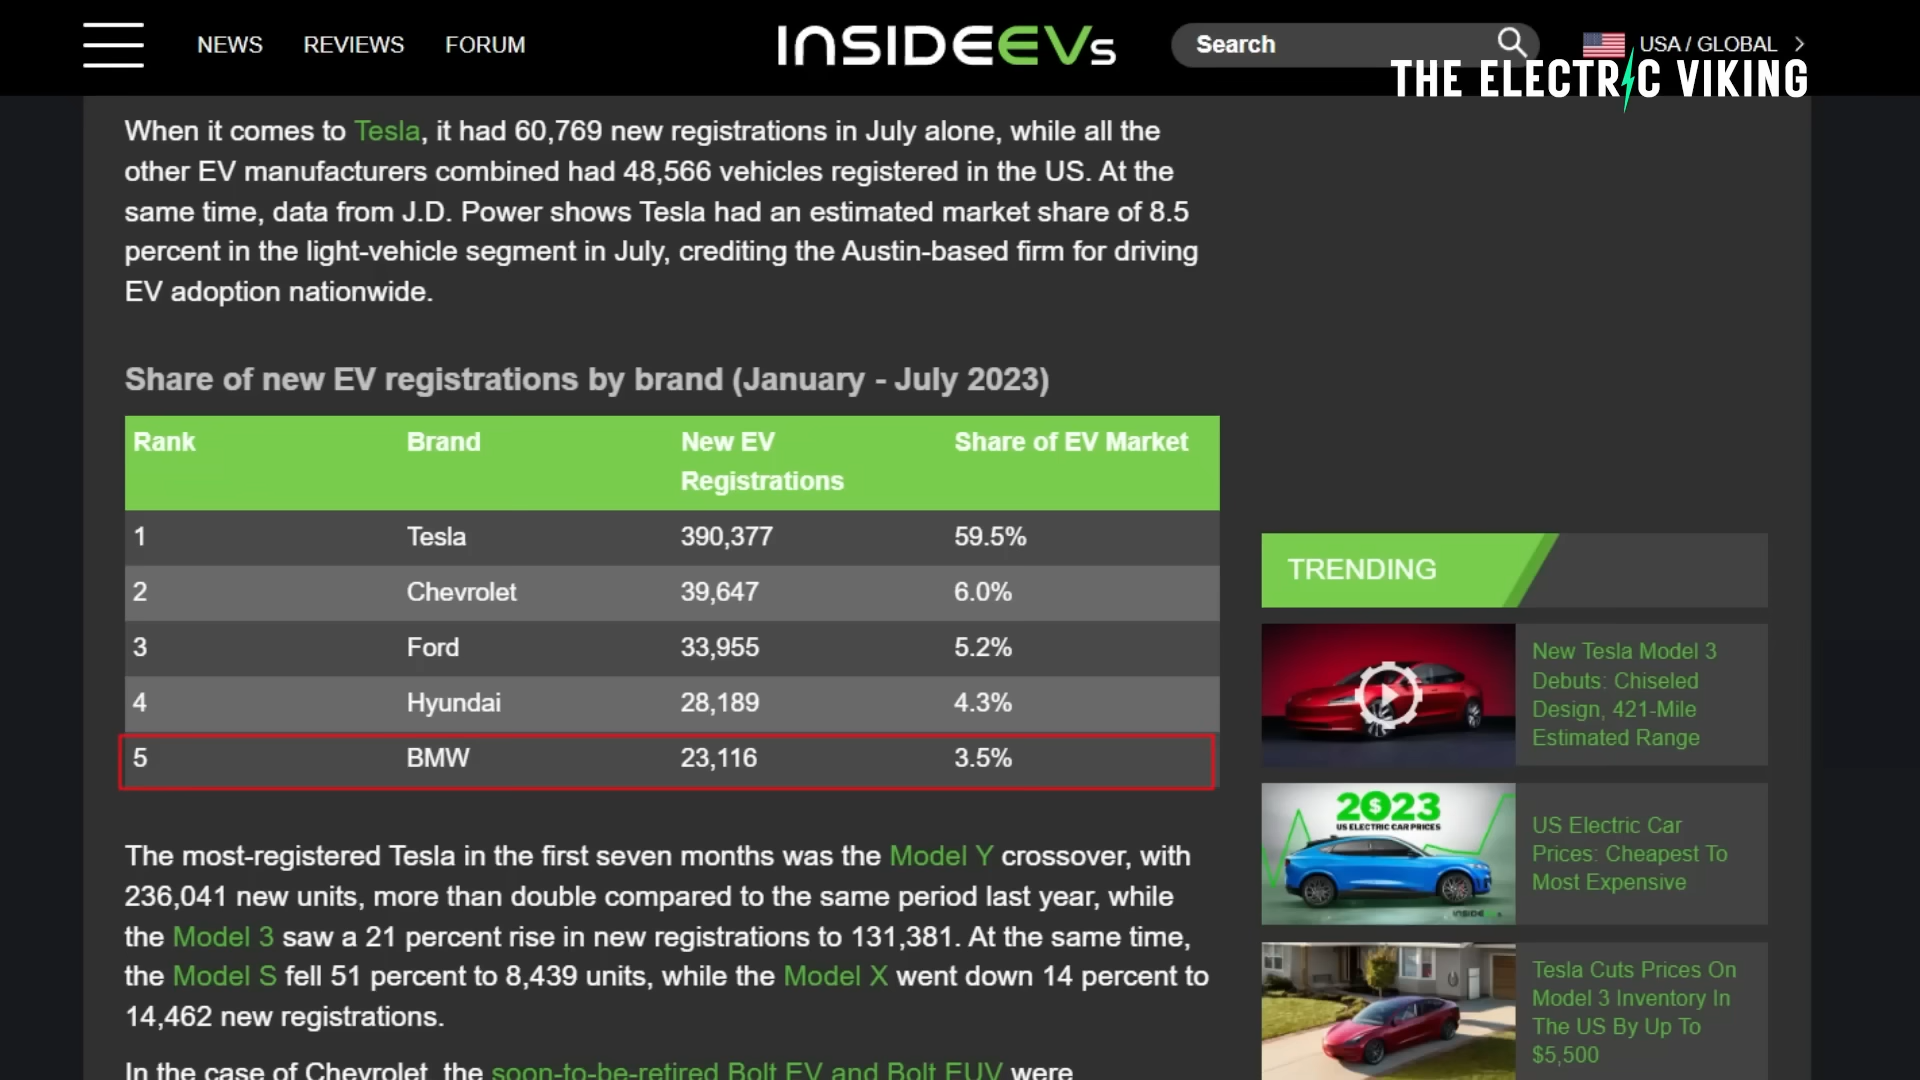 NEWS REVIEWS FORUM
INSIDEEVs
Search
USA / GLOBAL
THE ELECTRIC VIKING
When it comes to Tesla, it had 60,769 new registrations in July alone, while all the
other EV manufacturers combined had 48,566 vehicles registered in the US. At the
same time, data from J.D. Power shows Tesla had an estimated market share of 8.5
percent in the light-vehicle segment in July, crediting the Austin-based firm for driving
EV adoption nationwide.
Share of new EV registrations by brand (January - July 2023)
Rank Brand New EV Registrations Share of EV Market
1 Tesla 390,377 59.5%
2 Chevrolet 39,647 6.0%
3 Ford 33,955 5.2%
4 Hyundai 28,189 4.3%
5 BMW 23,116 3.5%
The most-registered Tesla in the first seven months was the Model Y crossover, with
236,041 new units, more than double compared to the same period last year, while
the Model 3 saw a 21 percent rise in new registrations to 131,381. At the same time,
the Model S fell 51 percent to 8,439 units, while the Model X went down 14 percent to
14,462 new registrations.
In the case of Chevrolet, the soon-to-be-retired Bolt EV and Bolt EUV were
TRENDING
New Tesla Model 3
Debuts: Chiseled
Design, 421-Mile
Estimated Range
2023
US ELECTRIC CAR PRICES
INSIDEEVs
US Electric Car
Prices: Cheapest To
Most Expensive
Tesla Cuts Prices On
Model 3 Inventory In
The US By Up To
$5,500